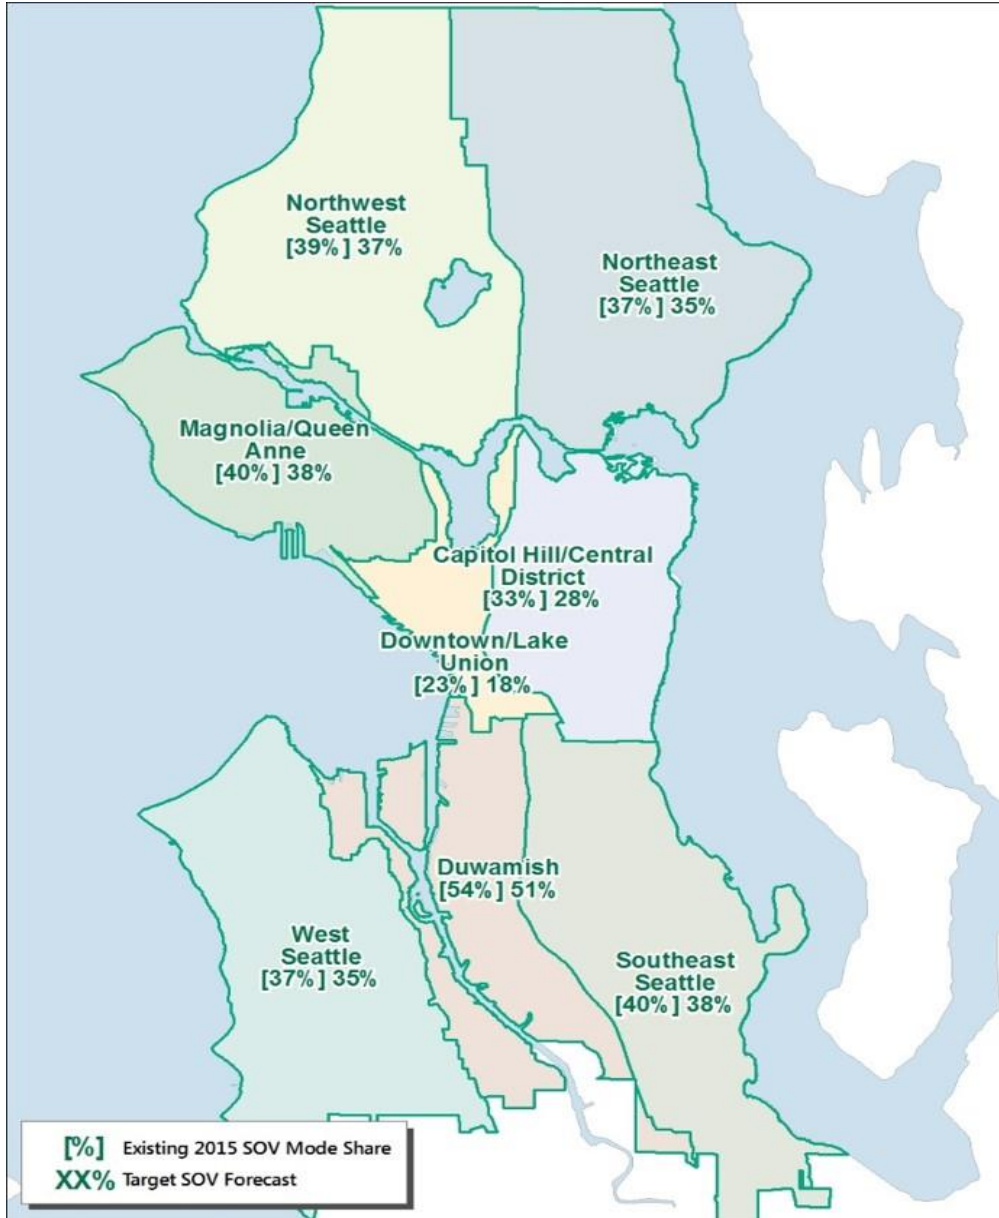 Northwest
Seattle
[39%] 37%
Northeast
Seattle
[37%] 35%
Magnolia/Queen
Anne
[40%] 38%
Capitol Hill/Central
District
[33%] 28%
Downtown/Lake
Union
[23%] 18%
Duwamish
[54%] 51%
West
Seattle
[37%] 35%
Southeast
Seattle
[40%] 38%
[%] Existing 2015 SOV Mode Share
XX% Target SOV Forecast